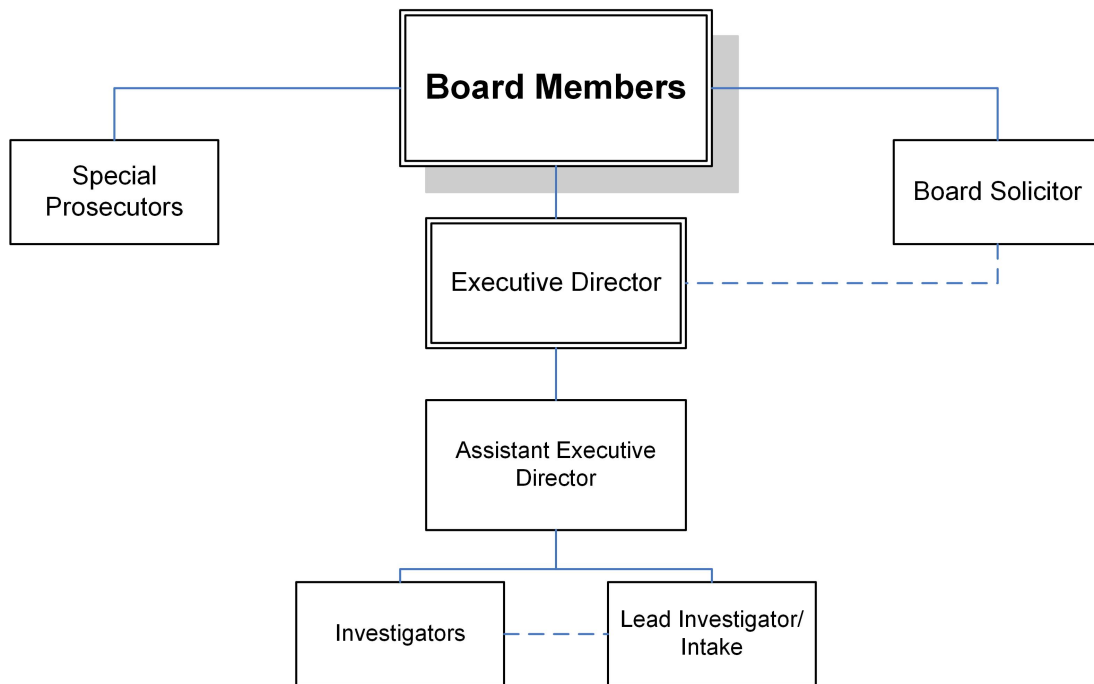 Board Members
Special
Prosecutors
Board Solicitor
Executive Director
Assistant Executive
Director
Investigators
Lead Investigator/
Intake